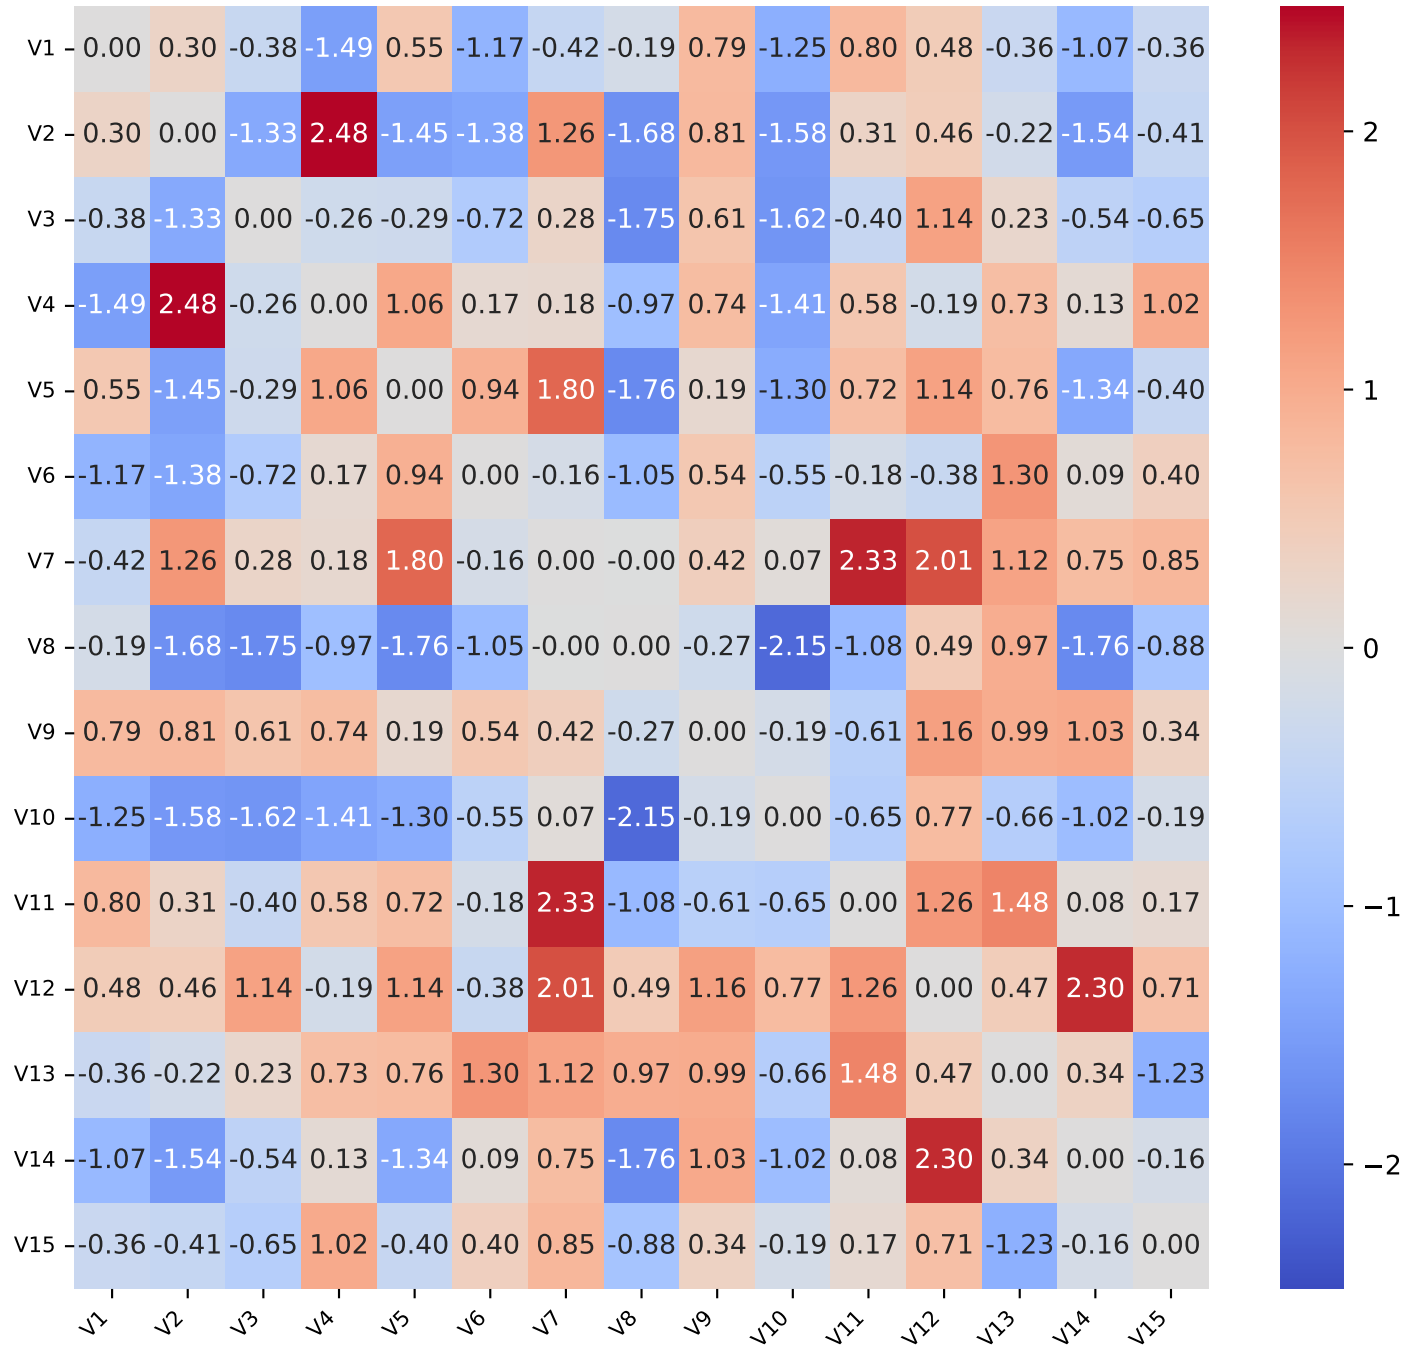 V1 0.00 0.30 -0.38 -1.49 0.55 -1.17 -0.42 -0.19 0.79 -1.25 0.80 0.48 -0.36 -1.07 -0.36
V2 0.30 0.00 -1.33 2.48 -1.45 -1.38 1.26 -1.68 0.81 -1.58 0.31 0.46 -0.22 -1.54 -0.41
V3 -0.38 -1.33 0.00 -0.26 -0.29 -0.72 0.28 -1.75 0.61 -1.62 -0.40 1.14 0.23 -0.54 -0.65
V4 -1.49 2.48 -0.26 0.00 1.06 0.17 0.18 -0.97 0.74 -1.41 0.58 -0.19 0.73 0.13 1.02
V5 0.55 -1.45 -0.29 1.06 0.00 0.94 1.80 -1.76 0.19 -1.30 0.72 1.14 0.76 -1.34 -0.40
V6 -1.17 -1.38 -0.72 0.17 0.94 0.00 -0.16 -1.05 0.54 -0.55 -0.18 -0.38 1.30 0.09 0.40
V7 -0.42 1.26 0.28 0.18 1.80 -0.16 0.00 -0.00 0.42 0.07 2.33 2.01 1.12 0.75 0.85
V8 -0.19 -1.68 -1.75 -0.97 -1.76 -1.05 -0.00 0.00 -0.27 -2.15 -1.08 0.49 0.97 -1.76 -0.88
V9 0.79 0.81 0.61 0.74 0.19 0.54 0.42 -0.27 0.00 -0.19 -0.61 1.16 0.99 1.03 0.34
V10 -1.25 -1.58 -1.62 -1.41 -1.30 -0.55 0.07 -2.15 -0.19 0.00 -0.65 0.77 -0.66 -1.02 -0.19
V11 0.80 0.31 -0.40 0.58 0.72 -0.18 2.33 -1.08 -0.61 -0.65 0.00 1.26 1.48 0.08 0.17
V12 0.48 0.46 1.14 -0.19 1.14 -0.38 2.01 0.49 1.16 0.77 1.26 0.00 0.47 2.30 0.71
V13 -0.36 -0.22 0.23 0.73 0.76 1.30 1.12 0.97 0.99 -0.66 1.48 0.47 0.00 0.34 -1.23
V14 -1.07 -1.54 -0.54 0.13 -1.34 0.09 0.75 -1.76 1.03 -1.02 0.08 2.30 0.34 0.00 -0.16
V15 -0.36 -0.41 -0.65 1.02 -0.40 0.40 0.85 -0.88 0.34 -0.19 0.17 0.71 -1.23 -0.16 0.00
V1 V2 V3 V4 V5 V6 V7 V8 V9 V10 V11 V12 V13 V14 V15
2
1
0
−1
−2